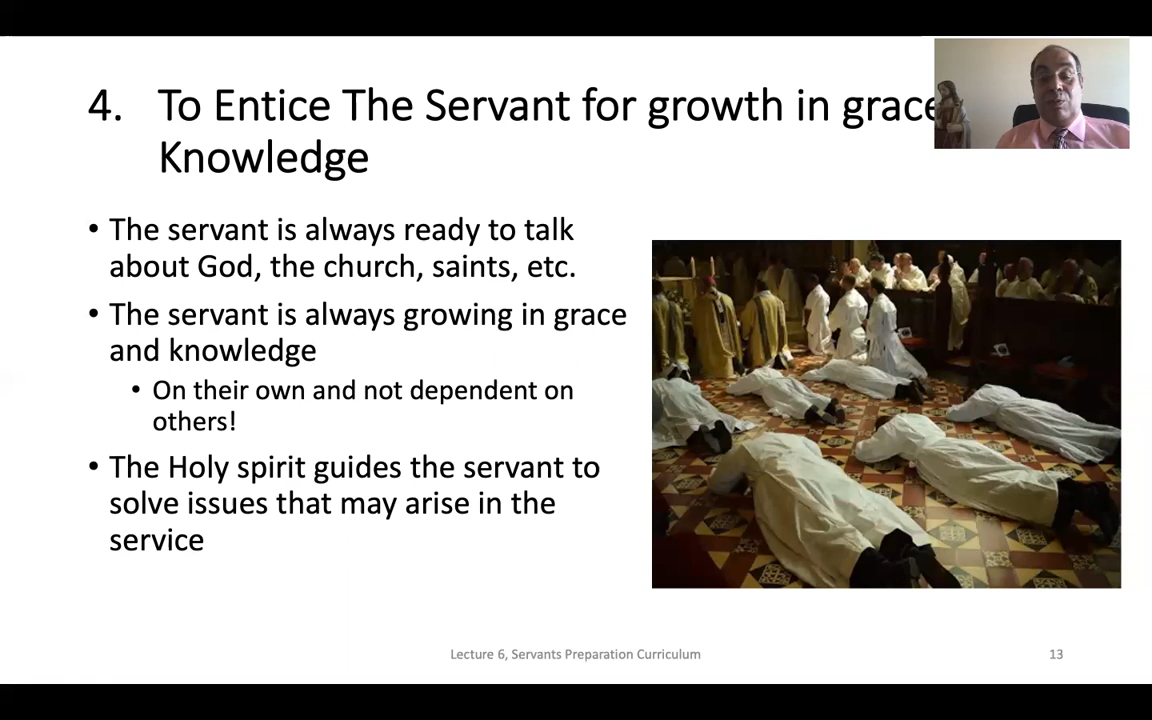 4. To Entice The Servant for growth in grace
Knowledge
• The servant is always ready to talk
about God, the church, saints, etc.
• The servant is always growing in grace
and knowledge
• On their own and not dependent on
others!
• The Holy spirit guides the servant to
solve issues that may arise in the
service
Lecture 6, Servants Preparation Curriculum
13